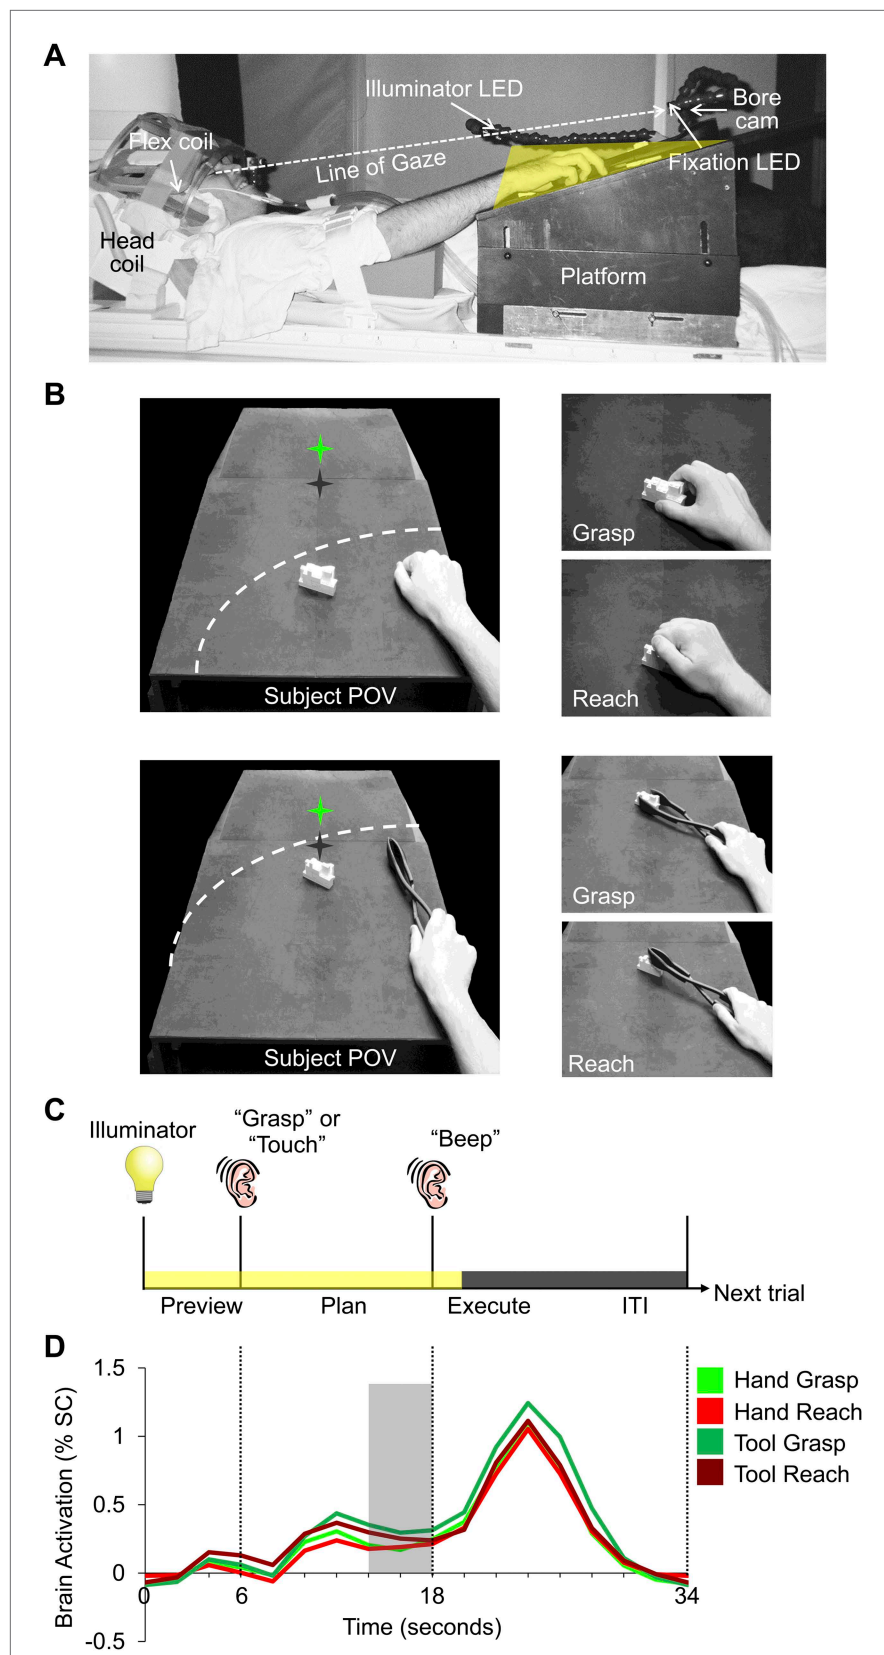 A
Illuminator LED
Bore
cam
Flex coil
Line of Gaze
Fixation LED
Head
coil
Platform
B
Subject POV
Grasp
Reach
Subject POV
Grasp
Reach
C
Illuminator
“Grasp” or
“Touch”
“Beep”
Preview
Plan
Execute
ITI
Next trial
D
Brain Activation (% SC)
1.5
1
0.5
0
-0.5
0
6
18
34
Time (seconds)
Hand Grasp
Hand Reach
Tool Grasp
Tool Reach